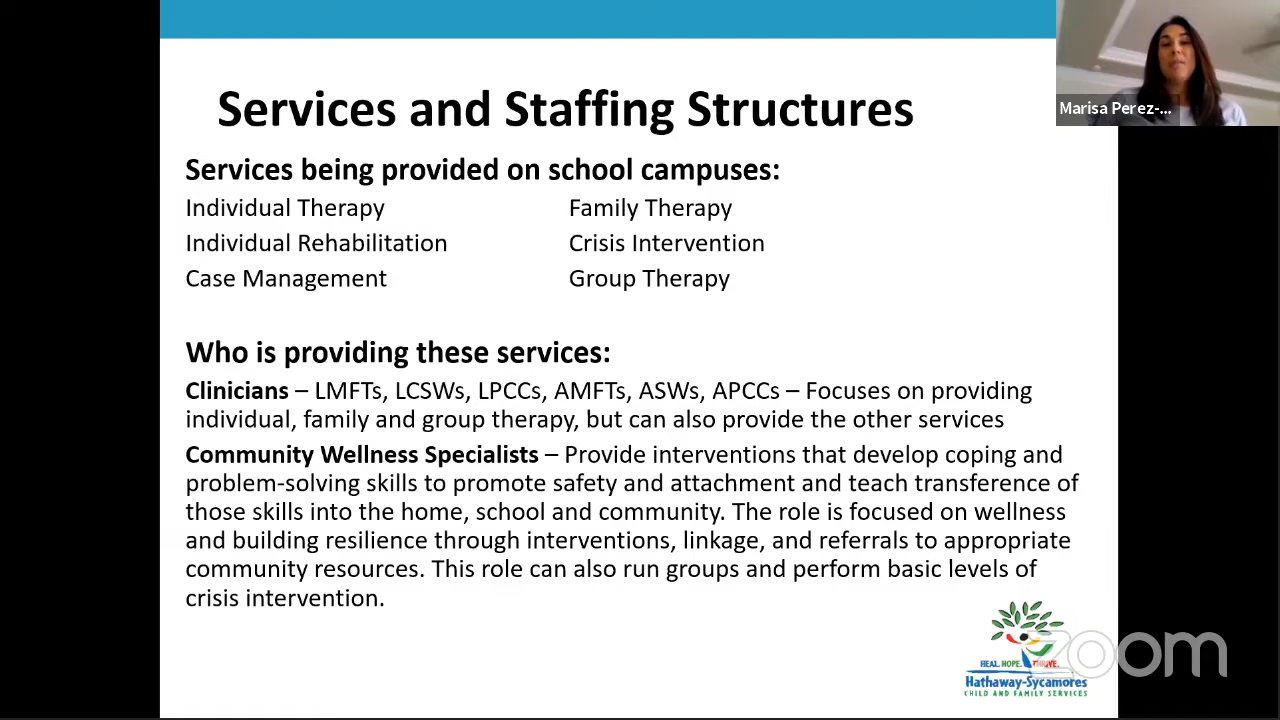 Services and Staffing Structures
Marisa Perez-...
Services being provided on school campuses:
Individual Therapy Family Therapy
Individual Rehabilitation Crisis Intervention
Case Management Group Therapy
Who is providing these services:
Clinicians – LMFTs, LCSWs, LPCCs, AMFTs, ASWs, APCCs – Focuses on providing
individual, family and group therapy, but can also provide the other services
Community Wellness Specialists – Provide interventions that develop coping and
problem-solving skills to promote safety and attachment and teach transference of
those skills into the home, school and community. The role is focused on wellness
and building resilience through interventions, linkage, and referrals to appropriate
community resources. This role can also run groups and perform basic levels of
crisis intervention.
HEAL. HOPE. THRIVE.
Hathaway-Sycamores
CHILD AND FAMILY SERVICES
zoom